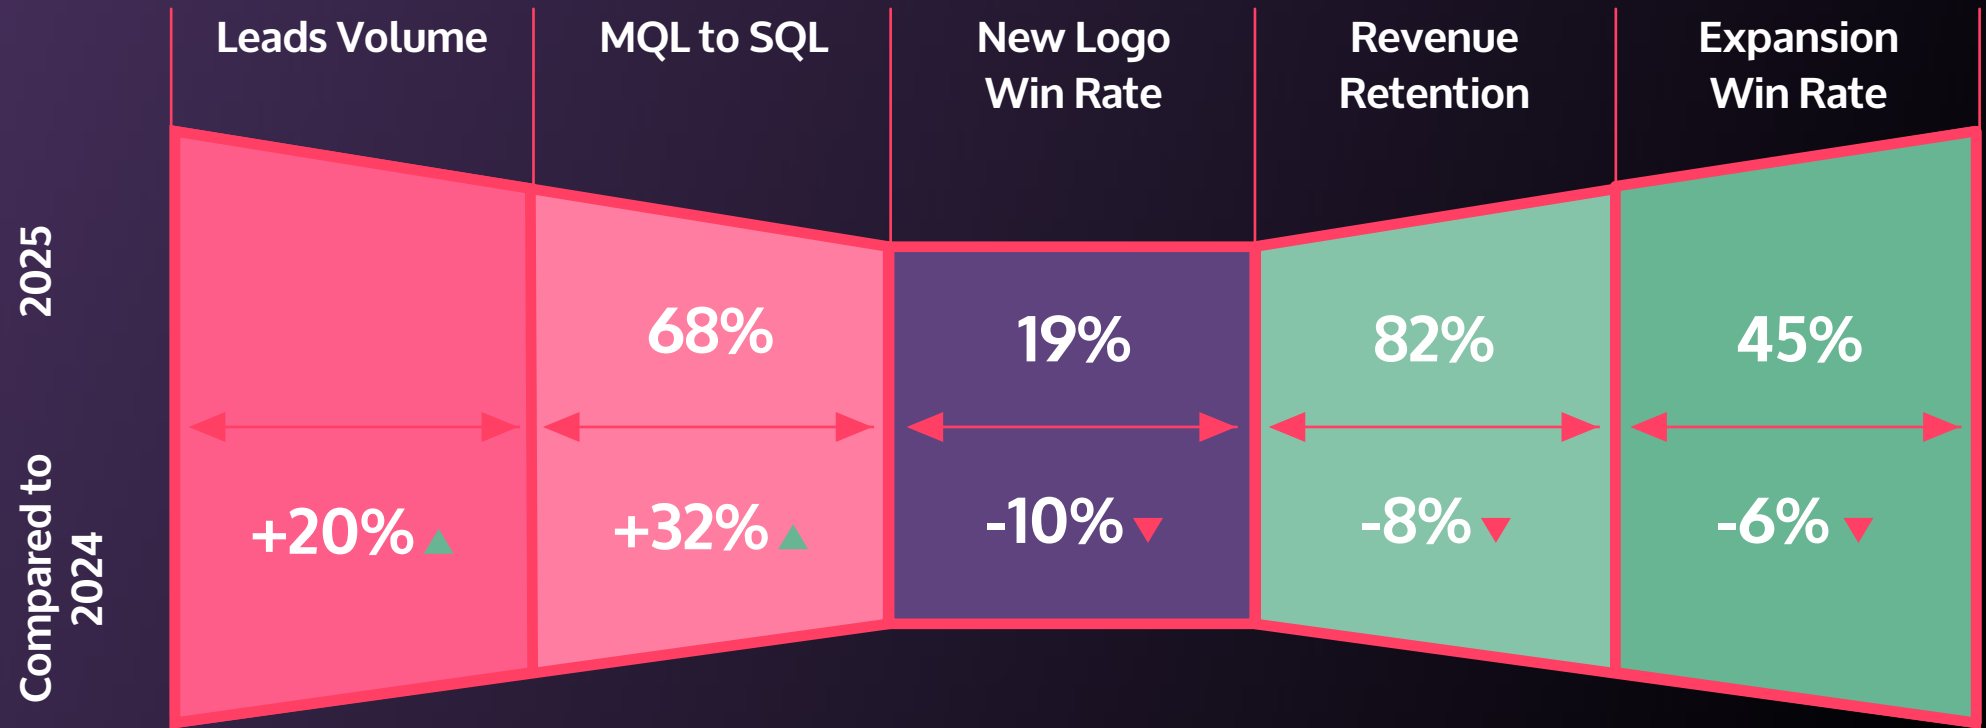 Leads Volume
MQL to SQL
New Logo
Win Rate
Revenue
Retention
Expansion
Win Rate
2025
68%
19%
82%
45%
Compared to
2024
+20%
+32%
-10%
-8%
-6%